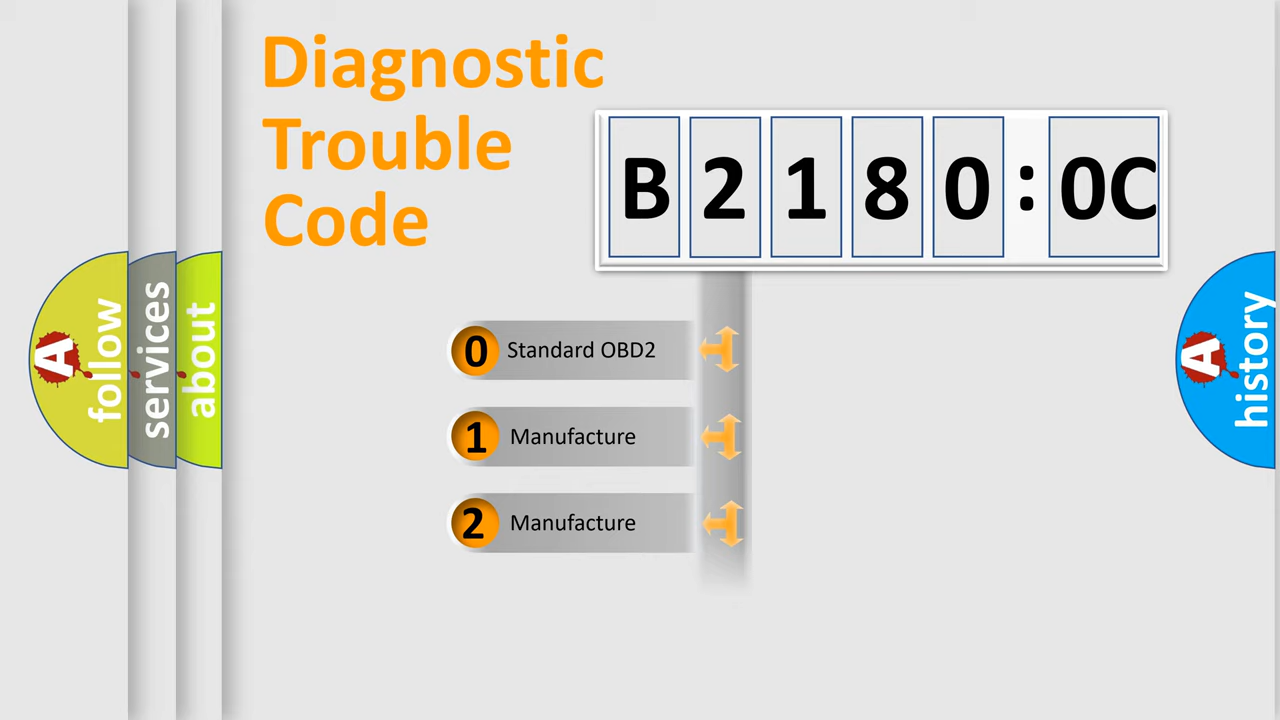 Diagnostic
Trouble
Code
B 2 1 8 0 : 0C
0 Standard OBD2
1 Manufacture
2 Manufacture
A follow
services
about
A history